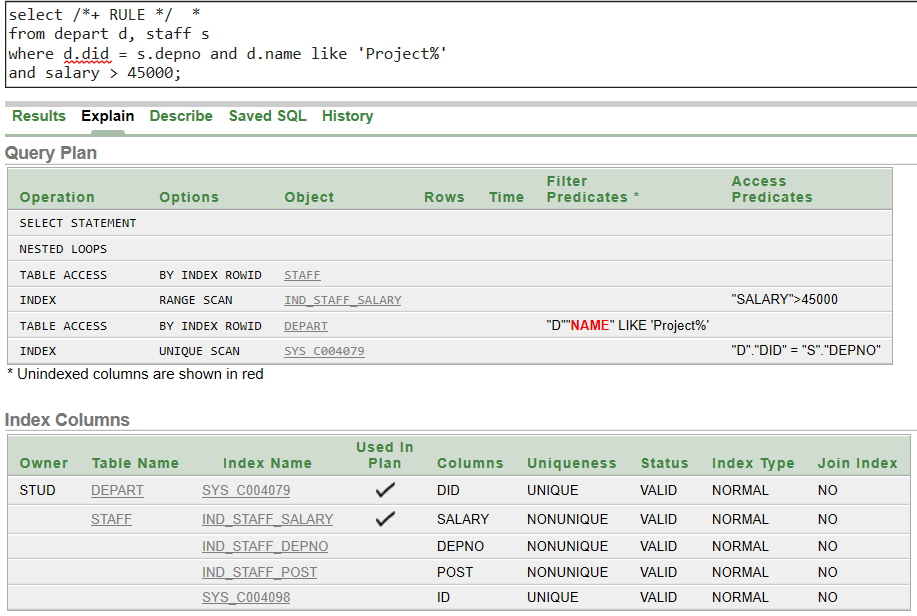 select /*+ RULE */  *
from depart d, staff s
where d.did = s.depno and d.name like 'Project%'
and salary > 45000;
Results Explain Describe Saved SQL History
Query Plan
Operation Options Object Rows Time Filter Predicates * Access Predicates
SELECT STATEMENT
NESTED LOOPS
TABLE ACCESS BY INDEX ROWID STAFF
INDEX RANGE SCAN IND_STAFF_SALARY "SALARY">45000
TABLE ACCESS BY INDEX ROWID DEPART "D""NAME" LIKE 'Project%'
INDEX UNIQUE SCAN SYS_C004079 "D"."DID" = "S"."DEPNO"
* Unindexed columns are shown in red
Index Columns
Owner Table Name Index Name Used In Plan Columns Uniqueness Status Index Type Join Index
STUD DEPART SYS_C004079 DID UNIQUE VALID NORMAL NO
STAFF IND_STAFF_SALARY SALARY NONUNIQUE VALID NORMAL NO
IND_STAFF_DEPNO DEPNO NONUNIQUE VALID NORMAL NO
IND_STAFF_POST POST NONUNIQUE VALID NORMAL NO
SYS_C004098 ID UNIQUE VALID NORMAL NO